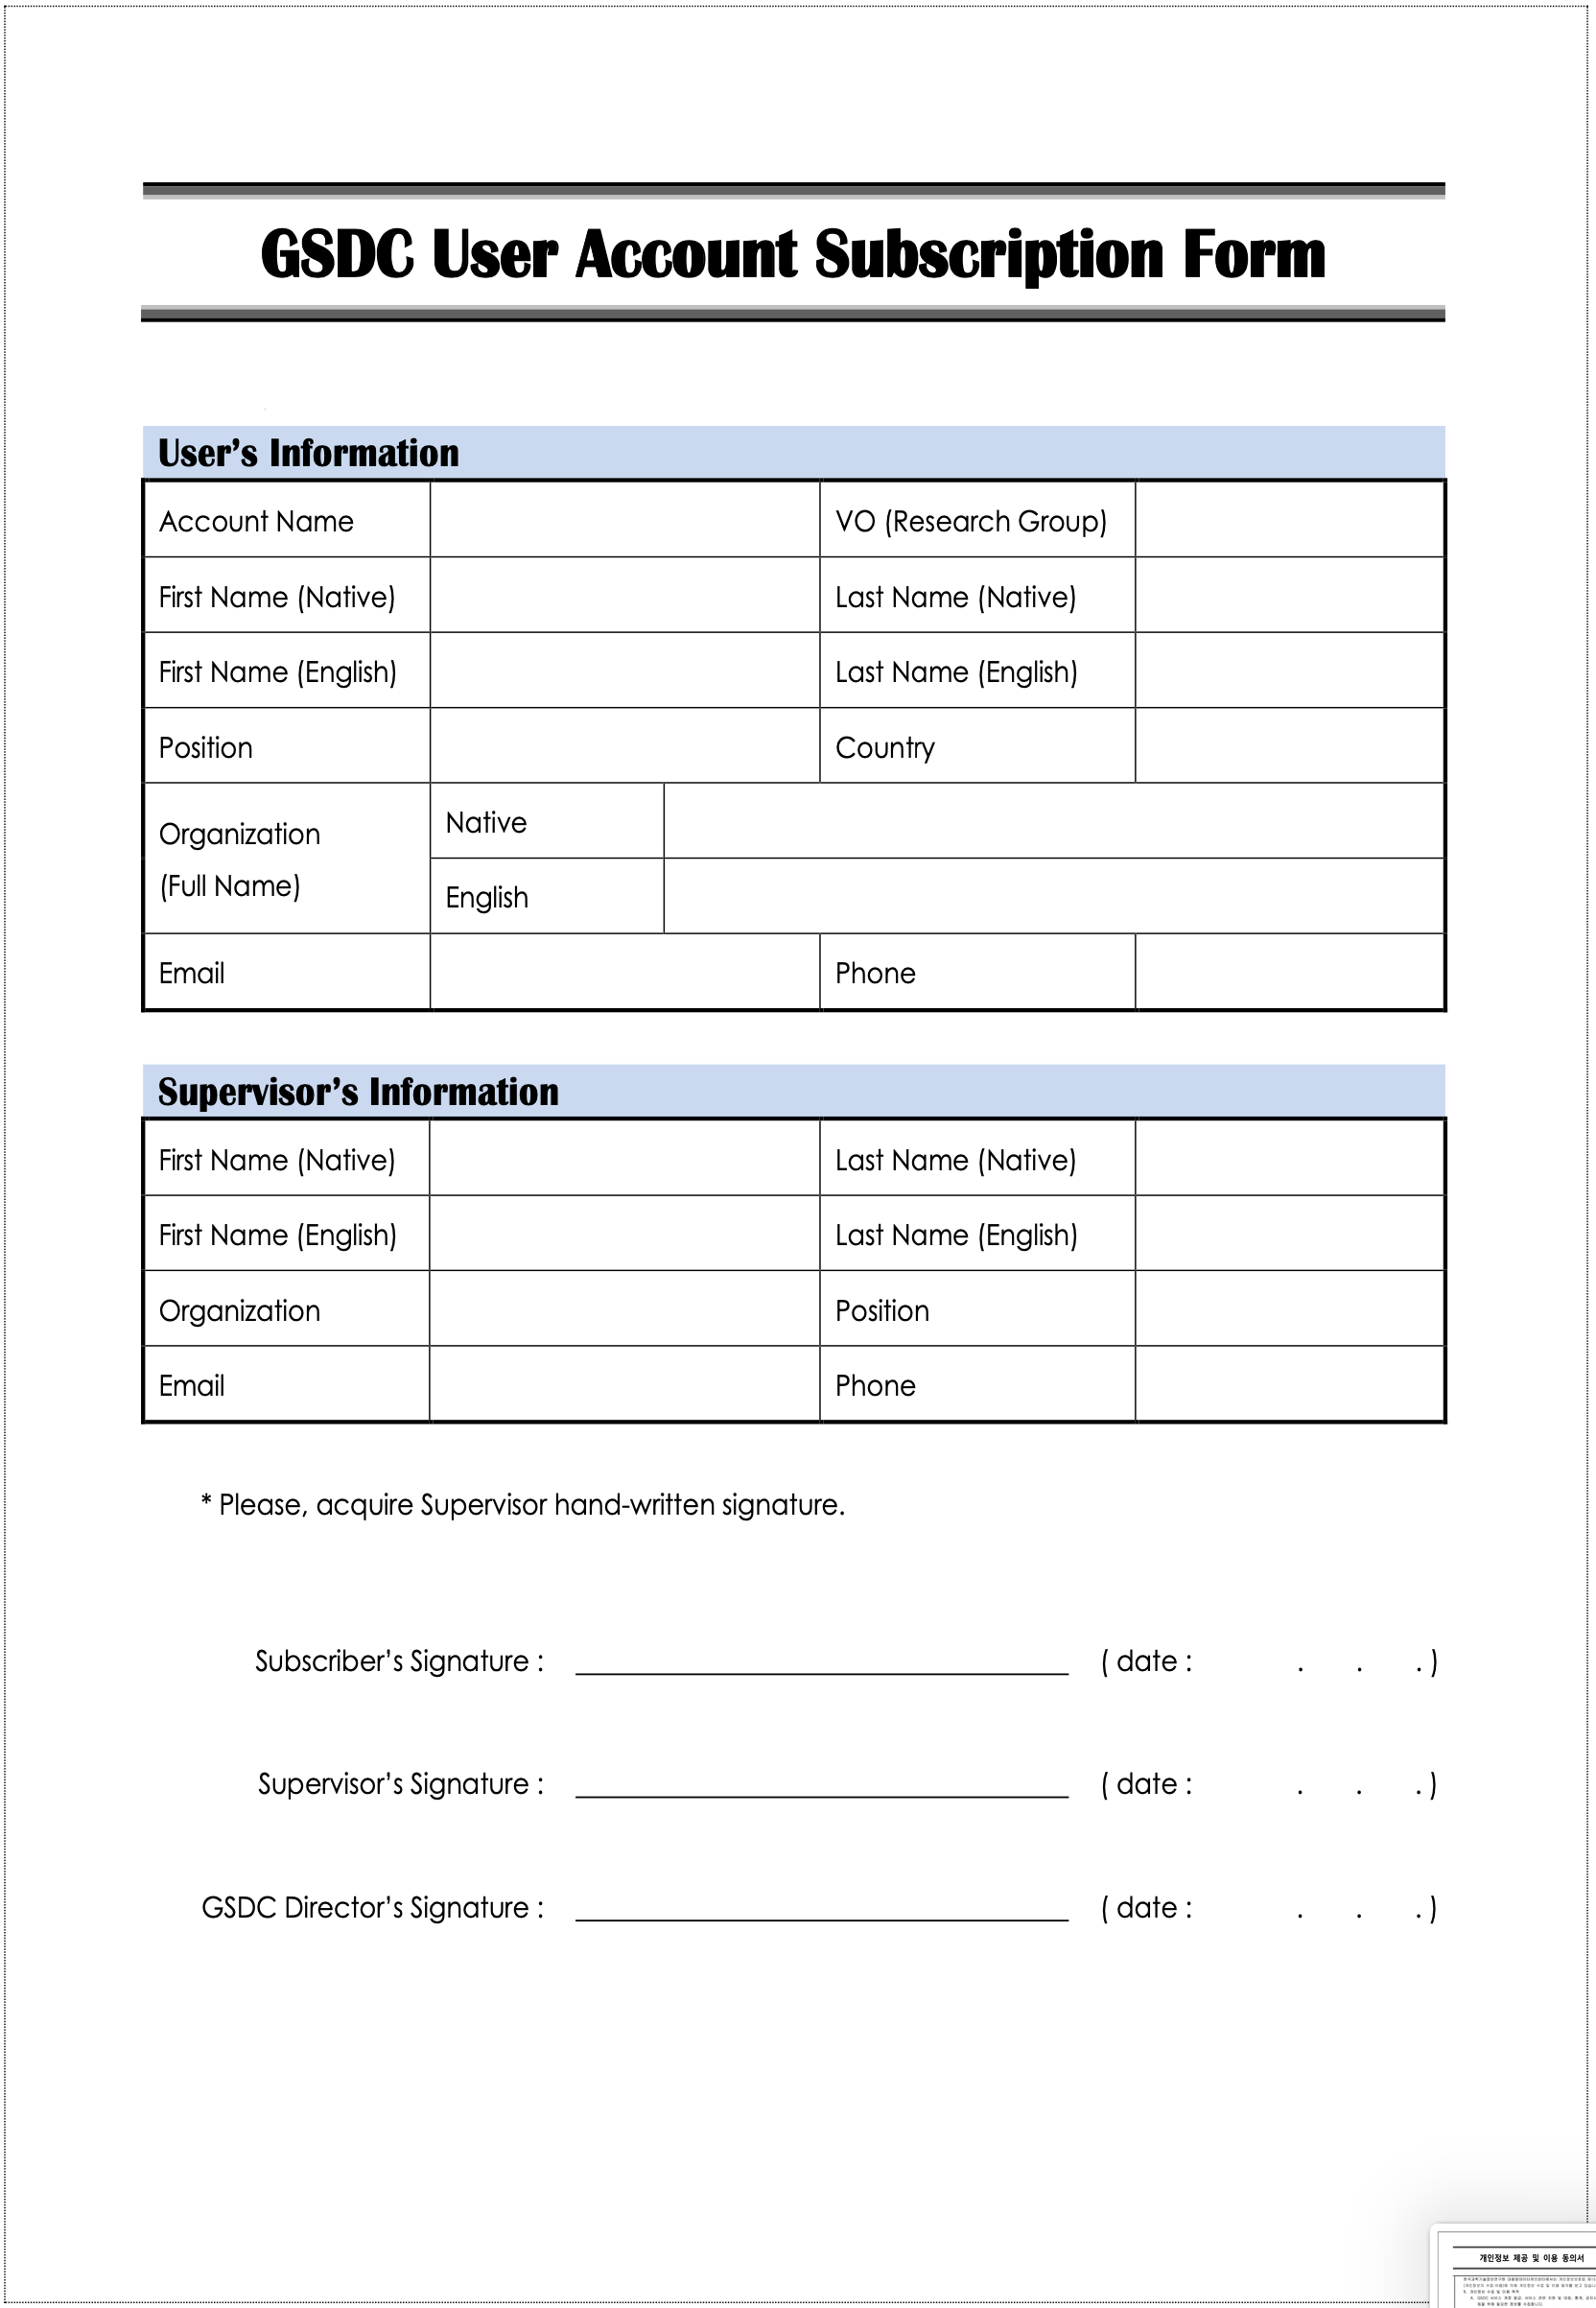 GSDC User Account Subscription Form
User’s Information
Account Name VO (Research Group)
First Name (Native) Last Name (Native)
First Name (English) Last Name (English)
Position Country
Organization
(Full Name)
Native
English
Email Phone
Supervisor’s Information
First Name (Native) Last Name (Native)
First Name (English) Last Name (English)
Organization Position
Email Phone
* Please, acquire Supervisor hand-written signature.
Subscriber’s Signature : ( date : . . . )
Supervisor’s Signature : ( date : . . . )
GSDC Director’s Signature : ( date : . . . )
개인정보 제공 및 이용 동의서